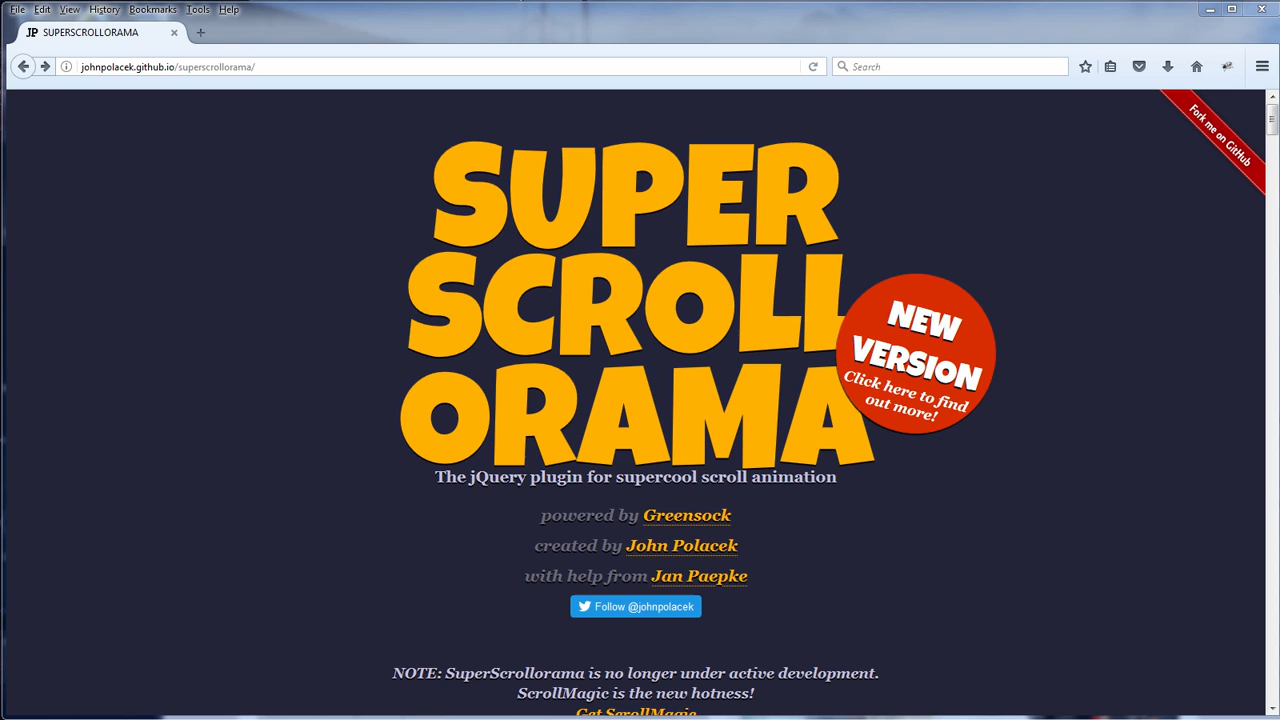 File Edit View History Bookmarks Tools Help
JP SUPERSCROLLORAMA
johnpolacek.github.io/superscrollorama/
Search
Fork me on GitHub
SUPER
SCROLL
ORAMA
NEW
VERSION
Click here to find
out more!
The jQuery plugin for supercool scroll animation
powered by Greensock
created by John Polacek
with help from Jan Paepke
Follow @johnpolacek
NOTE: SuperScrollorama is no longer under active development.
ScrollMagic is the new hotness!
Get ScrollMagic